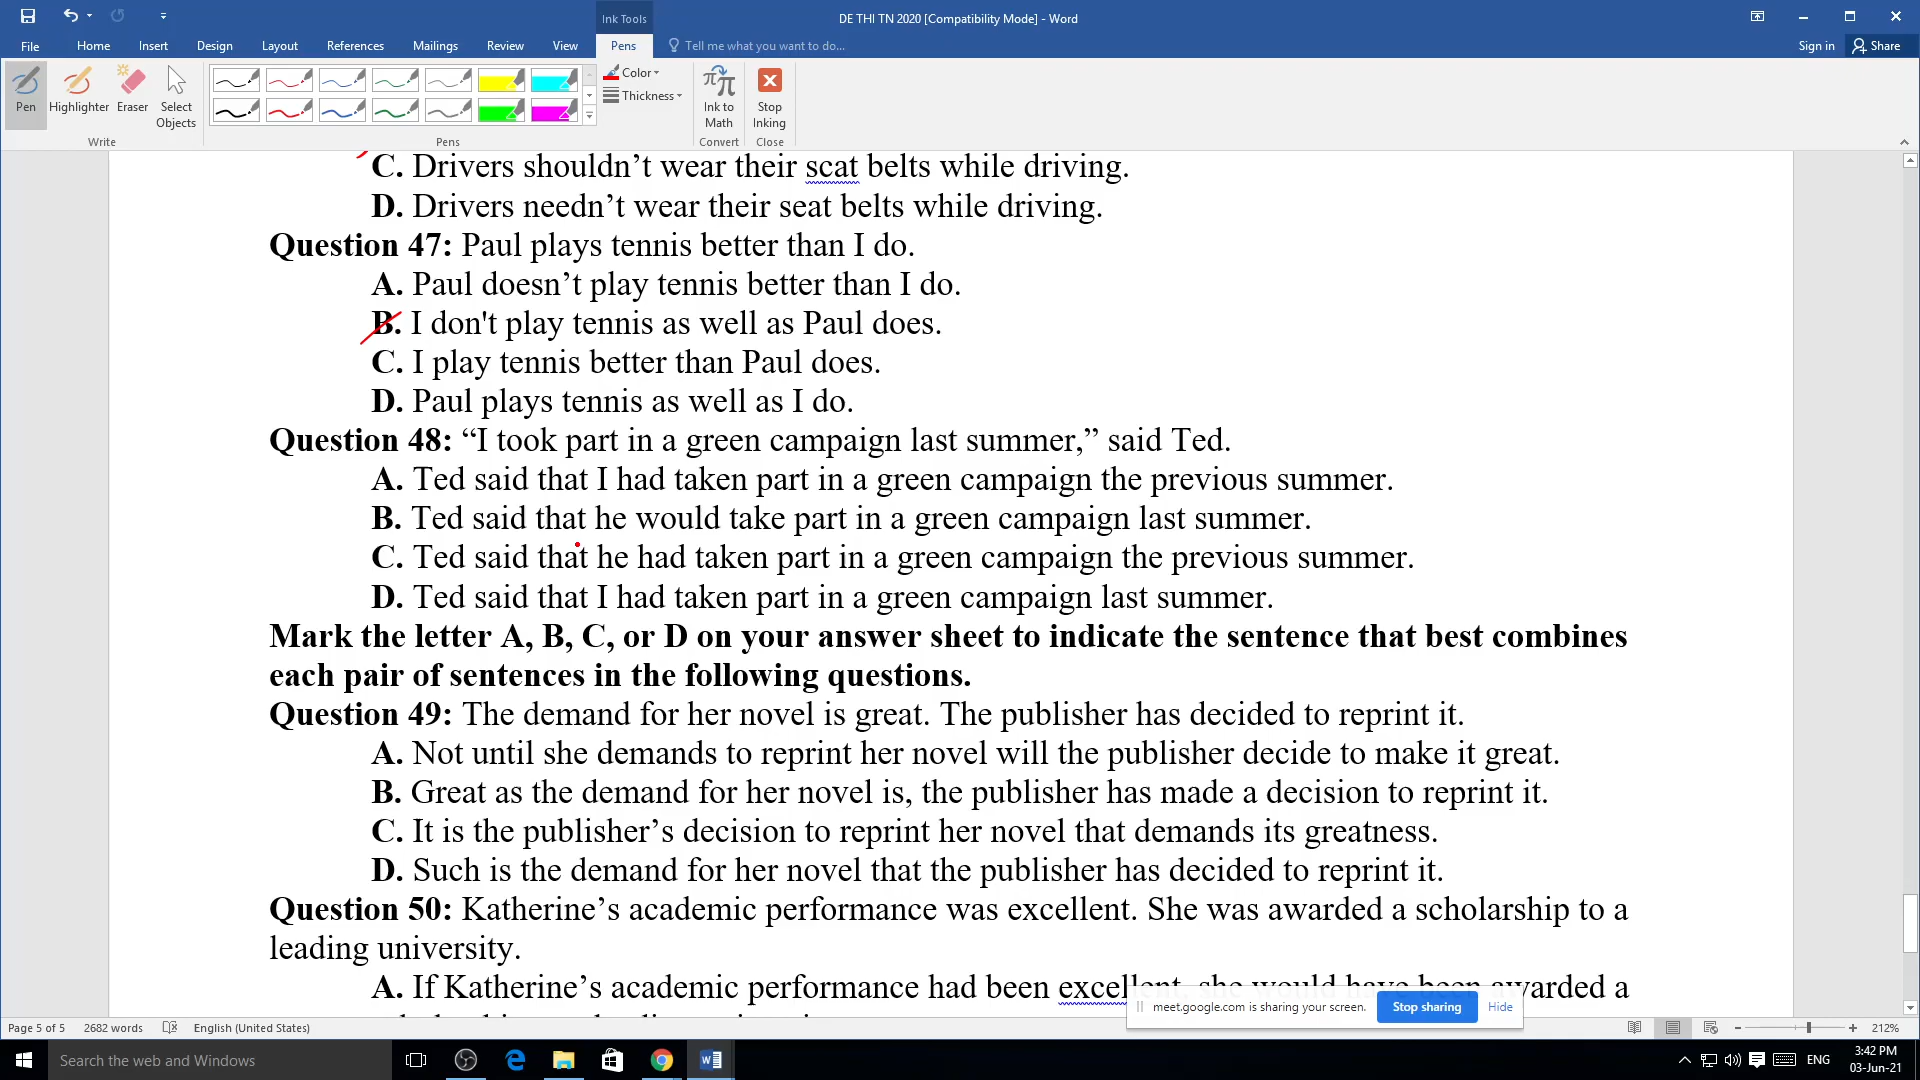 Ink Tools
DE THI TN 2020 [Compatibility Mode] - Word
File
Home
Insert
Design
Layout
References
Mailings
Review
View
Pens
Tell me what you want to do...
Sign in
Share
Pen
Highlighter
Eraser
Select
Objects
Color
Thickness
Ink to
Math
Stop
Inking
Write
Pens
Convert
Close
C. Drivers shouldn’t wear their scat belts while driving.
D. Drivers needn’t wear their seat belts while driving.
Question 47: Paul plays tennis better than I do.
A. Paul doesn’t play tennis better than I do.
B. I don't play tennis as well as Paul does.
C. I play tennis better than Paul does.
D. Paul plays tennis as well as I do.
Question 48: “I took part in a green campaign last summer,” said Ted.
A. Ted said that I had taken part in a green campaign the previous summer.
B. Ted said that he would take part in a green campaign last summer.
C. Ted said that he had taken part in a green campaign the previous summer.
D. Ted said that I had taken part in a green campaign last summer.
Mark the letter A, B, C, or D on your answer sheet to indicate the sentence that best combines
each pair of sentences in the following questions.
Question 49: The demand for her novel is great. The publisher has decided to reprint it.
A. Not until she demands to reprint her novel will the publisher decide to make it great.
B. Great as the demand for her novel is, the publisher has made a decision to reprint it.
C. It is the publisher’s decision to reprint her novel that demands its greatness.
D. Such is the demand for her novel that the publisher has decided to reprint it.
Question 50: Katherine’s academic performance was excellent. She was awarded a scholarship to a
leading university.
A. If Katherine’s academic performance had been excellent, she would have been awarded a
meet.google.com is sharing your screen.
Stop sharing
Hide
Page 5 of 5
2682 words
English (United States)
212%
Search the web and Windows
ENG
3:42 PM
03-Jun-21